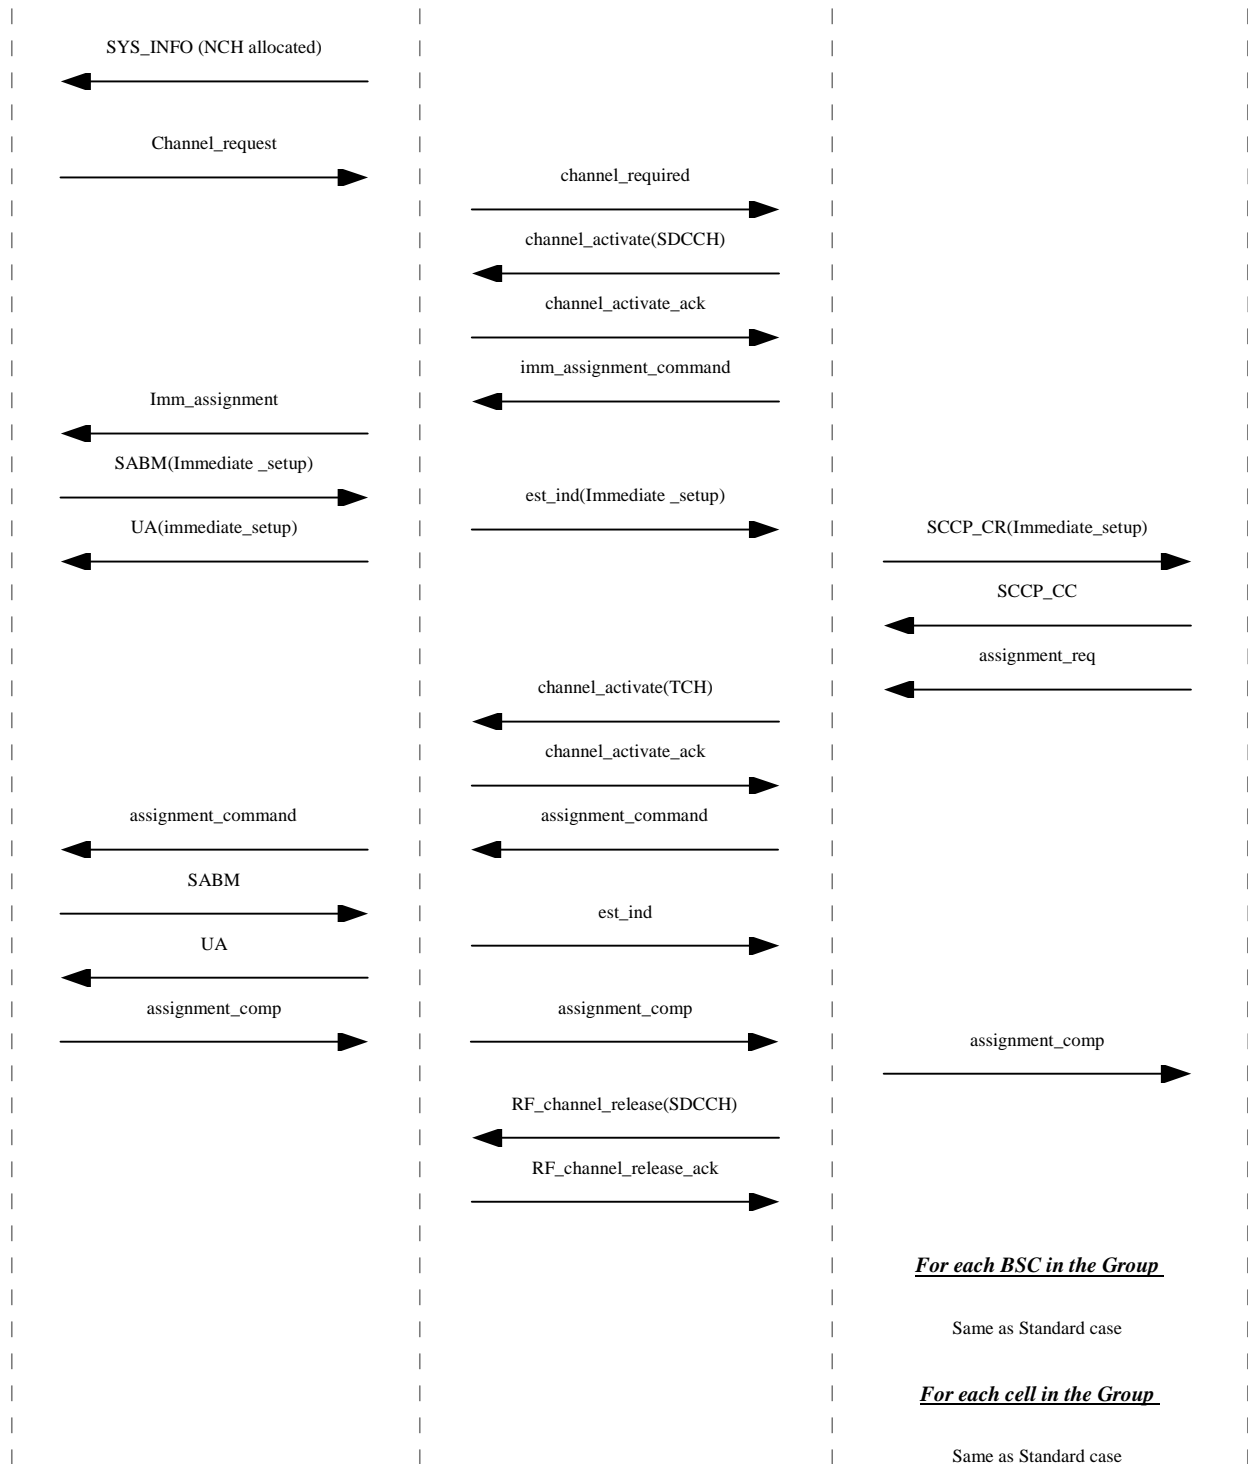 SYS_INFO (NCH allocated)
Channel_request
channel_required
channel_activate(SDCCH)
channel_activate_ack
imm_assignment_command
Imm_assignment
SABM(Immediate _setup)
est_ind(Immediate _setup)
UA(immediate_setup)
SCCP_CR(Immediate_setup)
SCCP_CC
assignment_req
channel_activate(TCH)
channel_activate_ack
assignment_command
assignment_command
SABM
est_ind
UA
assignment_comp
assignment_comp
assignment_comp
RF_channel_release(SDCCH)
RF_channel_release_ack
For each BSC in the Group
Same as Standard case
For each cell in the Group
Same as Standard case